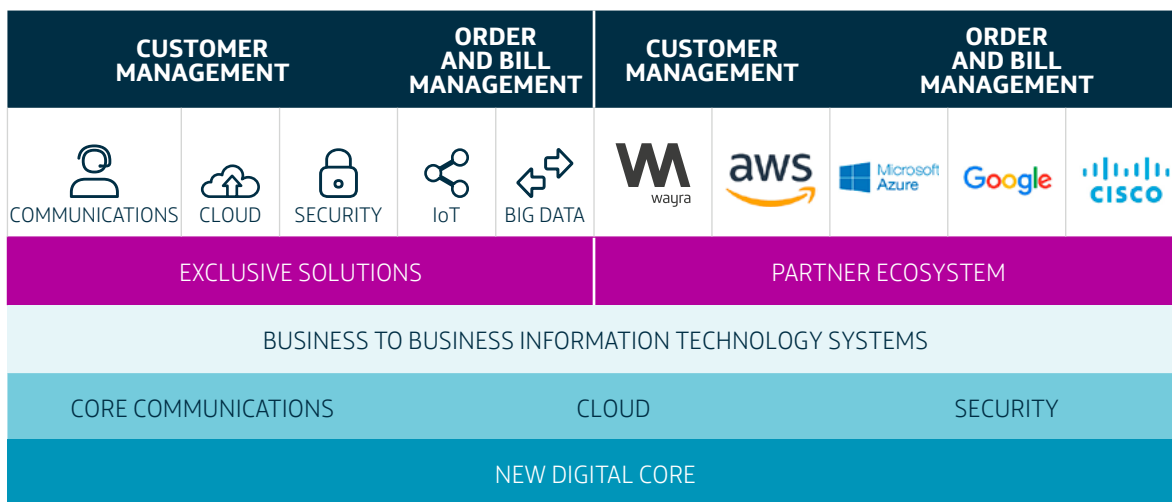 CUSTOMER
MANAGEMENT
ORDER
AND BILL
MANAGEMENT
CUSTOMER
MANAGEMENT
ORDER
AND BILL
MANAGEMENT
COMMUNICATIONS
CLOUD
SECURITY
IoT
BIG DATA
wayra
aws
Microsoft
Azure
Google
CISCO
EXCLUSIVE SOLUTIONS
PARTNER ECOSYSTEM
BUSINESS TO BUSINESS INFORMATION TECHNOLOGY SYSTEMS
CORE COMMUNICATIONS
CLOUD
SECURITY
NEW DIGITAL CORE